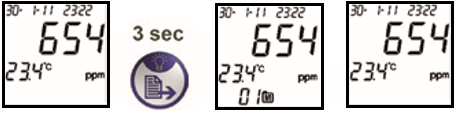 30- 1-11 23:22
654
23.4°C ppm
3 sec
30- 1-11 23:22
654
23.4°C ppm
01 M
30- 1-11 23:22
654
23.4°C ppm